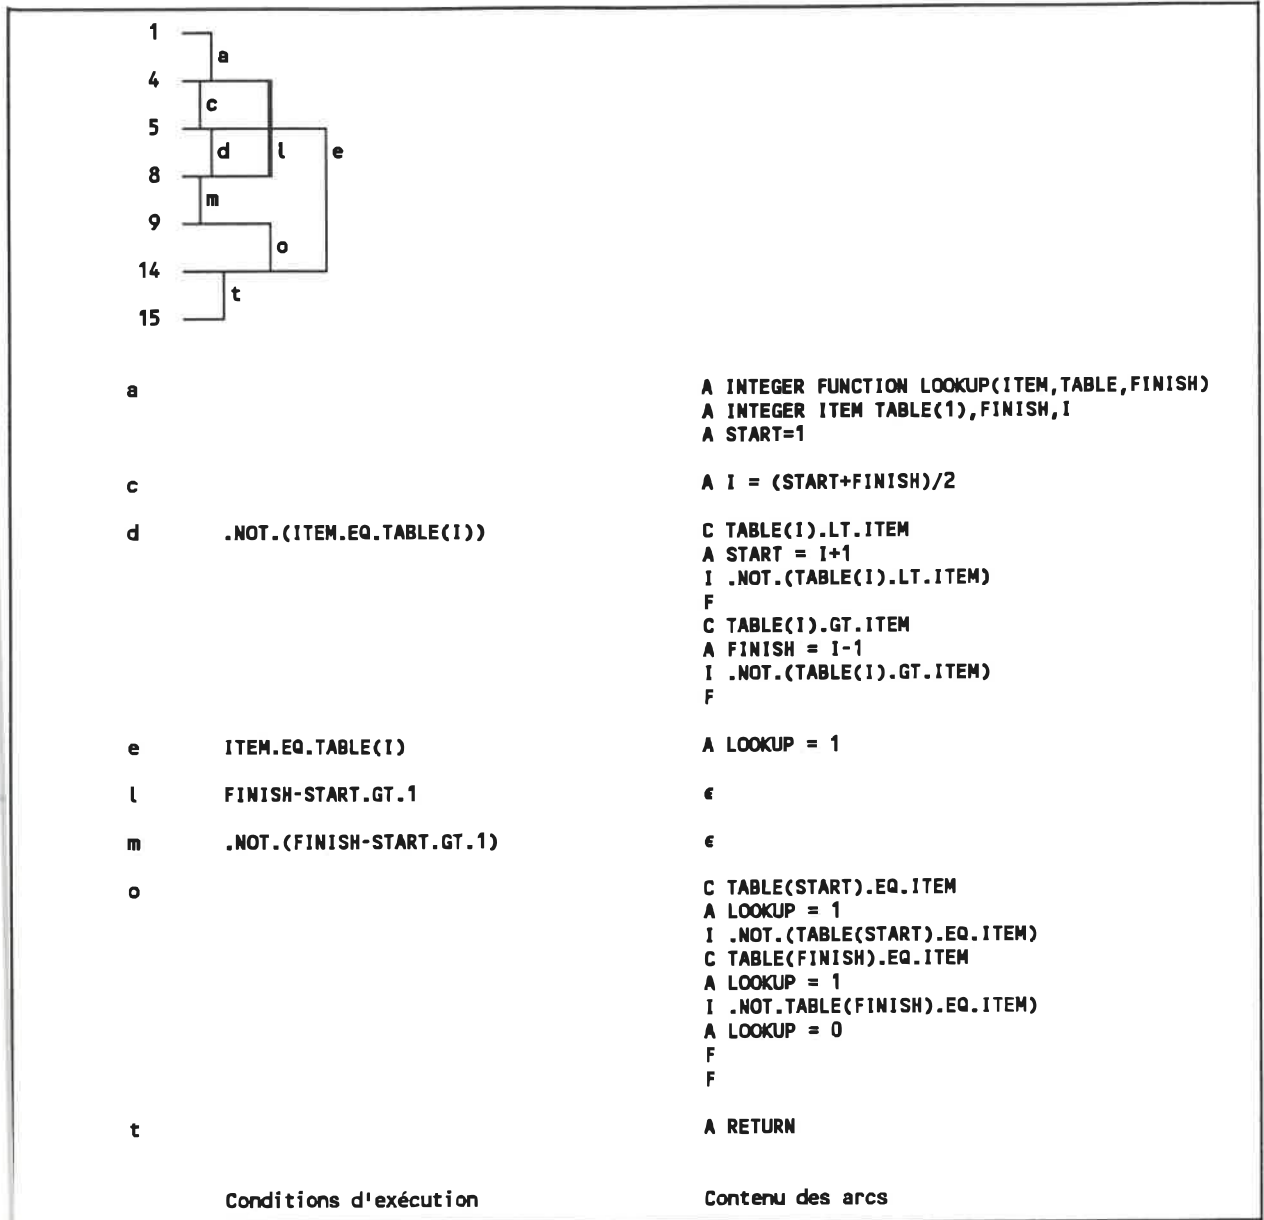 1
a
4
c
5
d l e
8
m
9
o
14
t
15
a A INTEGER FUNCTION LOOKUP(ITEM,TABLE,FINISH)
A INTEGER ITEM TABLE(1),FINISH,I
A START=1
c A I = (START+FINISH)/2
d .NOT.(ITEM.EQ.TABLE(I)) C TABLE(I).LT.ITEM
A START = I+1
I .NOT.(TABLE(I).LT.ITEM)
F
C TABLE(I).GT.ITEM
A FINISH = I-1
I .NOT.(TABLE(I).GT.ITEM)
F
e ITEM.EQ.TABLE(I) A LOOKUP = 1
l FINISH-START.GT.1 ϵ
m .NOT.(FINISH-START.GT.1) ϵ
o C TABLE(START).EQ.ITEM
A LOOKUP = 1
I .NOT.(TABLE(START).EQ.ITEM)
C TABLE(FINISH).EQ.ITEM
A LOOKUP = 1
I .NOT.TABLE(FINISH).EQ.ITEM)
A LOOKUP = 0
F
F
t A RETURN
Conditions d'exécution Contenu des arcs